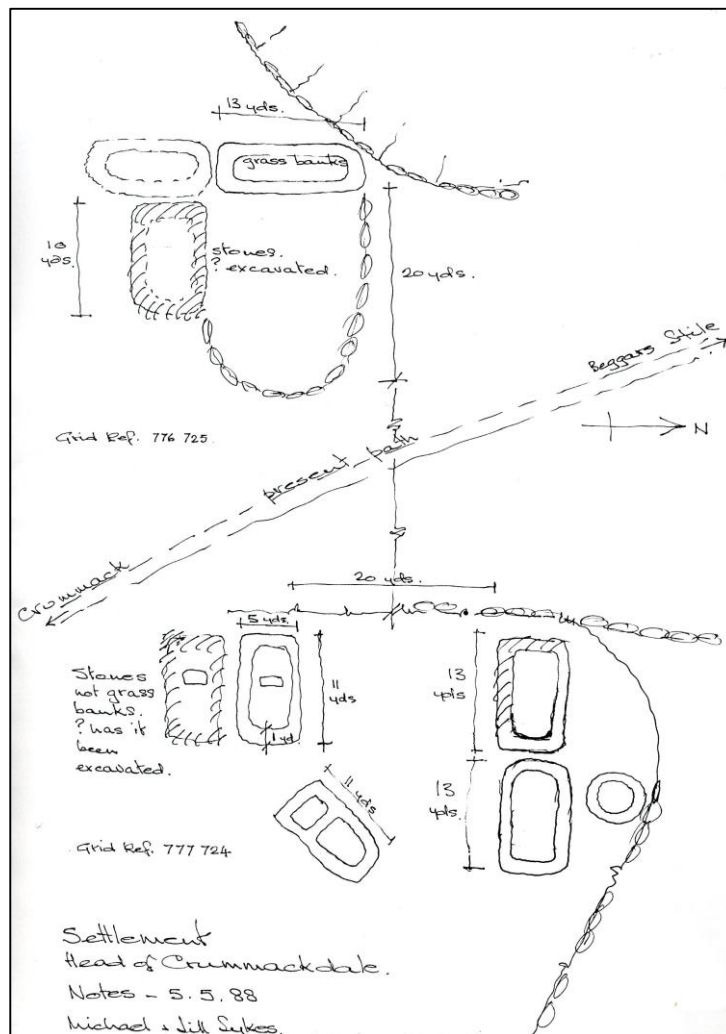 13 yds.
grass banks
10
yds.
stones.
? excavated.
20 yds.
Beggars Stile
N
Grid Ref. 776 725
present path
Crummack
20 yds.
5 yds.
Stones
not grass
banks.
? has it
been
excavated.
11
yds
1 yd.
13
yds
11 yds
13
yds.
Grid Ref. 777 724
Settlement
Head of Crummackdale.
Notes - 5.5.88
Michael & Jill Sykes.